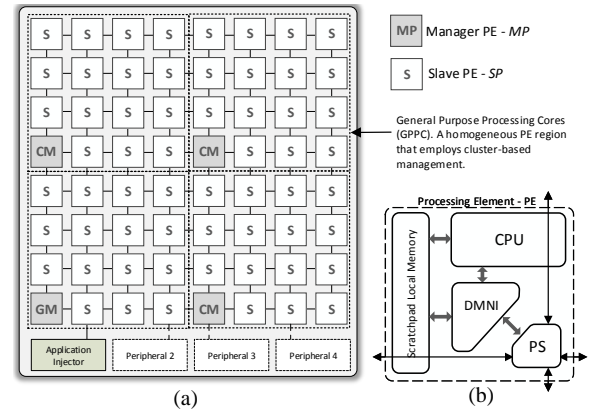 S S S S S S S S
S S S S S S S S
S S S S S S S S
CM S S S CM S S S
S S S S S S S S
S S S S S S S S
S S S S S S S S
GM S S S CM S S S
Application
Injector
Peripheral 2
Peripheral 3
Peripheral 4
(a)
MP Manager PE - MP
S Slave PE - SP
General Purpose Processing Cores
(GPPC). A homogeneous PE region
that employs cluster-based
management.
Processing Element - PE
Scratchpad Local Memory
CPU
DMNI
PS
(b)